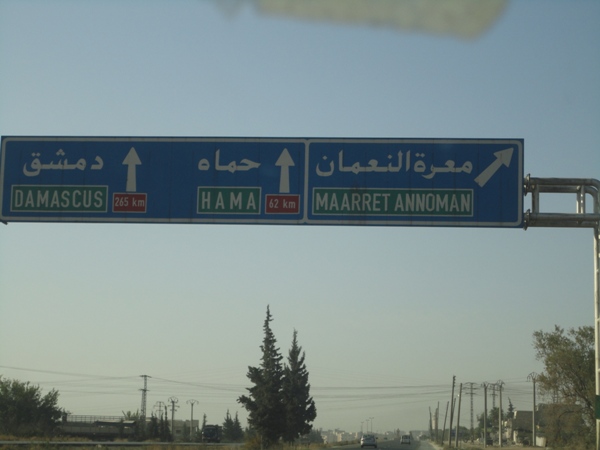 دمشق
DAMASCUS
265 km
حماه
HAMA
62 km
معرة النعمان
MAARRET ANNOMAN